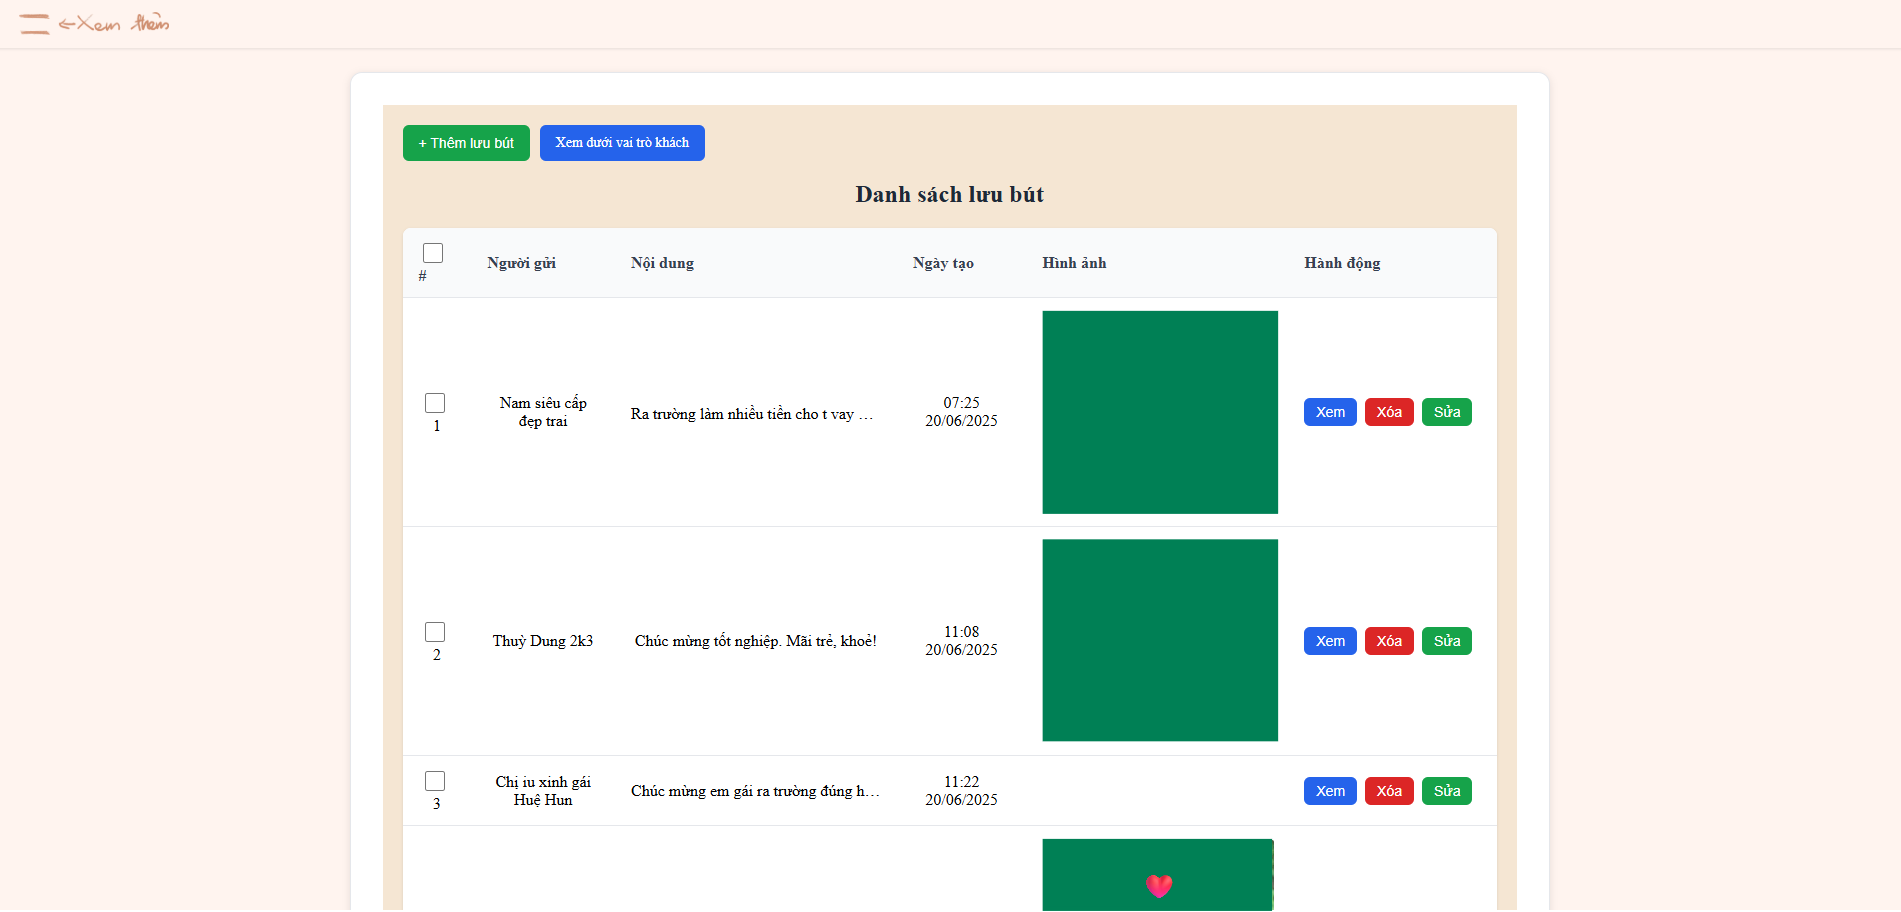 ←Xem thêm
+ Thêm lưu bút
Xem dưới vai trò khách
Danh sách lưu bút
#
Người gửi
Nội dung
Ngày tạo
Hình ảnh
Hành động
1
Nam siêu cấp
đẹp trai
Ra trường làm nhiều tiền cho t vay …
07:25
20/06/2025
Xem
Xóa
Sửa
2
Thuỳ Dung 2k3
Chúc mừng tốt nghiệp. Mãi trẻ, khoẻ!
11:08
20/06/2025
Xem
Xóa
Sửa
3
Chị iu xinh gái
Huệ Hun
Chúc mừng em gái ra trường đúng h…
11:22
20/06/2025
Xem
Xóa
Sửa